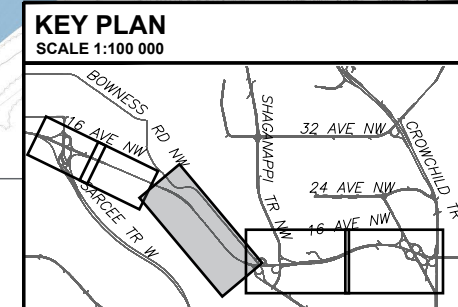 KEY PLAN
SCALE 1:100 000
BOWNESS RD NW
16 AVE NW
SARCEE TR W
SHAGANAPPI TR NW
32 AVE NW
CROWCHILD TR
24 AVE NW
16 AVE NW